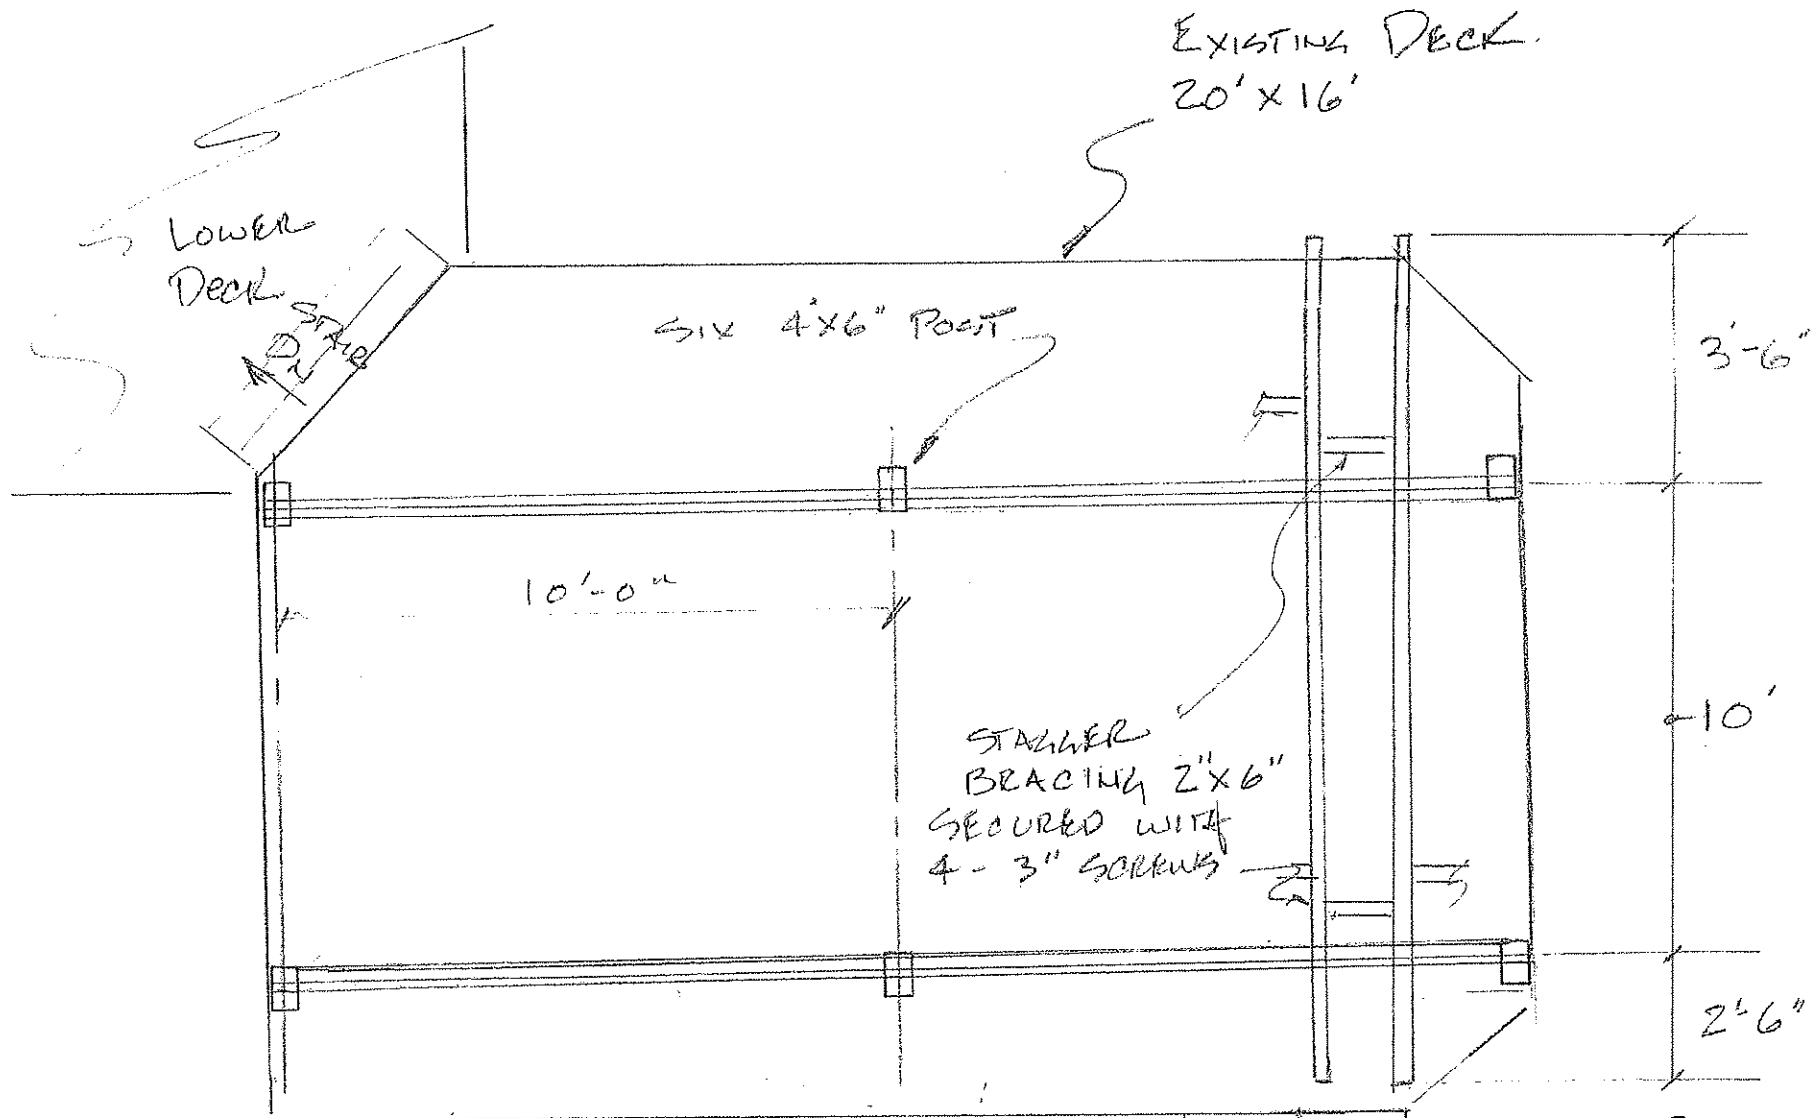 EXISTING DECK.
20' X 16'
LOWER
DECK
STAIR
D
SIX 4"X6" POST
3'-6"
10'-0"
10'
STAGGER
BRACING 2"X6"
SECURED WITH
4 - 3" SCREWS
2'-6"